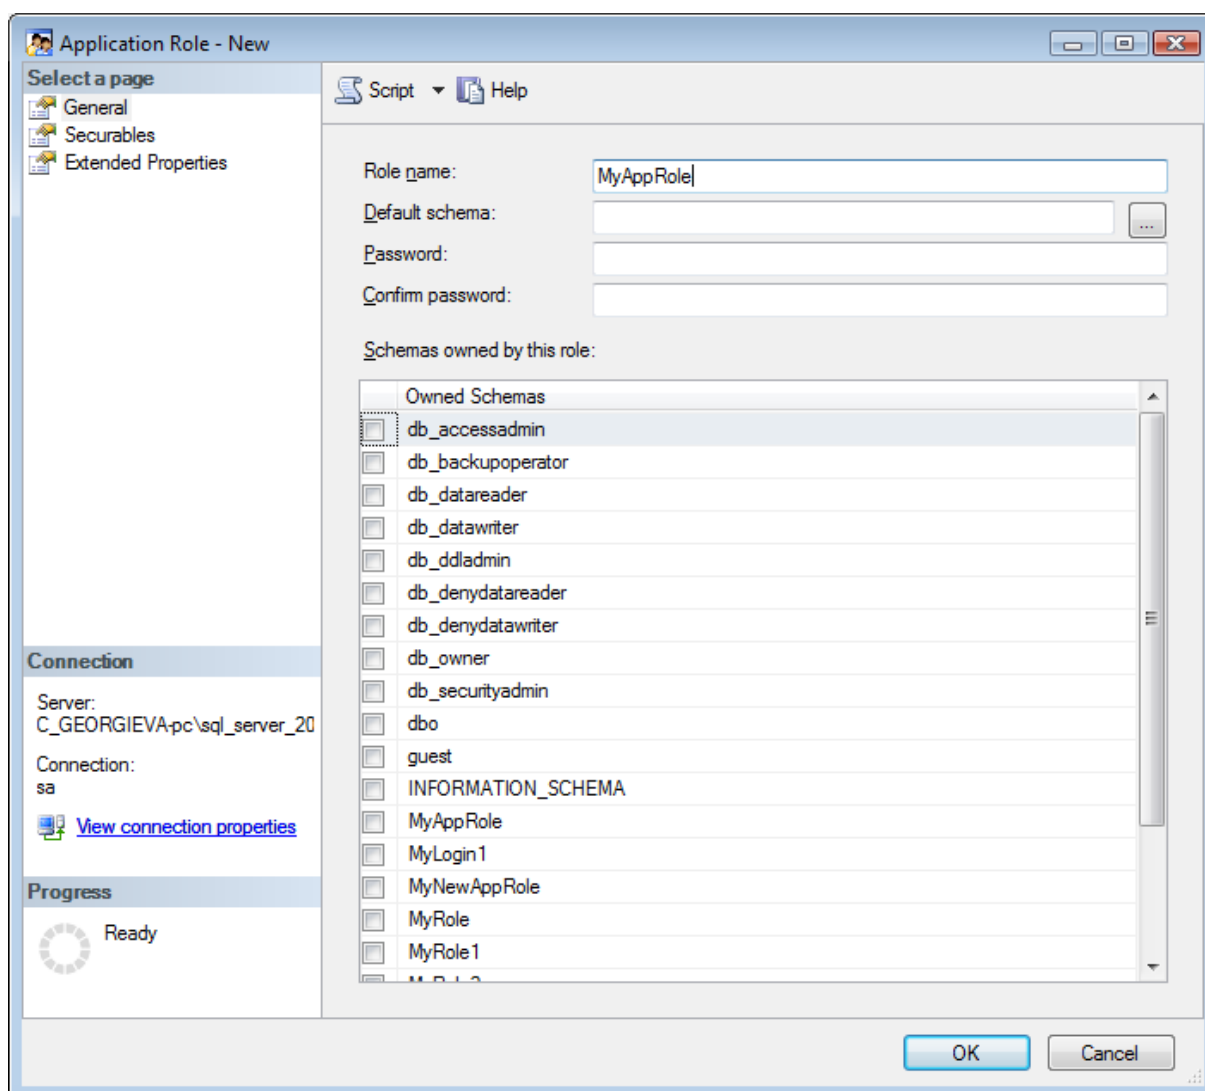 Application Role - New
Select a page
General
Securables
Extended Properties
Script
Help
Role name:
MyAppRole
Default schema:
...
Password:
Confirm password:
Schemas owned by this role:
Owned Schemas
db_accessadmin
db_backupoperator
db_datareader
db_datawriter
db_ddladmin
db_denydatareader
db_denydatawriter
db_owner
db_securityadmin
dbo
guest
INFORMATION_SCHEMA
MyAppRole
MyLogin1
MyNewAppRole
MyRole
MyRole1
Connection
Server:
C_GEORGIEVA-pc\sql_server_20
Connection:
sa
View connection properties
Progress
Ready
OK
Cancel